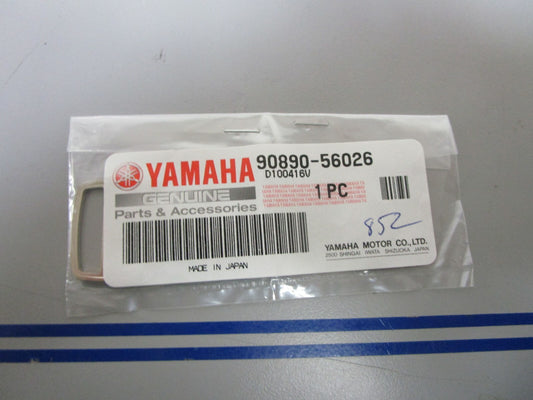 YAMAHA 90890-56026
D100416V
GENUINE
Parts & Accessories
1 PC
852
MADE IN JAPAN
YAMAHA MOTOR CO., LTD.
2500 SHINGAI IWATA SHIZUOKA JAPAN.